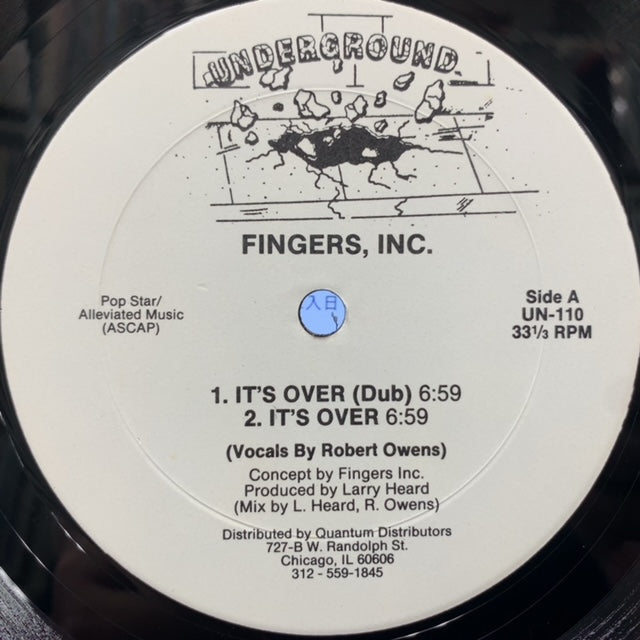 UNDERGROUND
FINGERS, INC.
Pop Star/
Alleviated Music
(ASCAP)
入日
Side A
UN-110
33⅓ RPM
1. IT'S OVER (Dub) 6:59
2. IT'S OVER 6:59
(Vocals By Robert Owens)
Concept by Fingers Inc.
Produced by Larry Heard
(Mix by L. Heard, R. Owens)
Distributed by Quantum Distributors
727-B W. Randolph St.
Chicago, IL 60606
312 - 559-1845